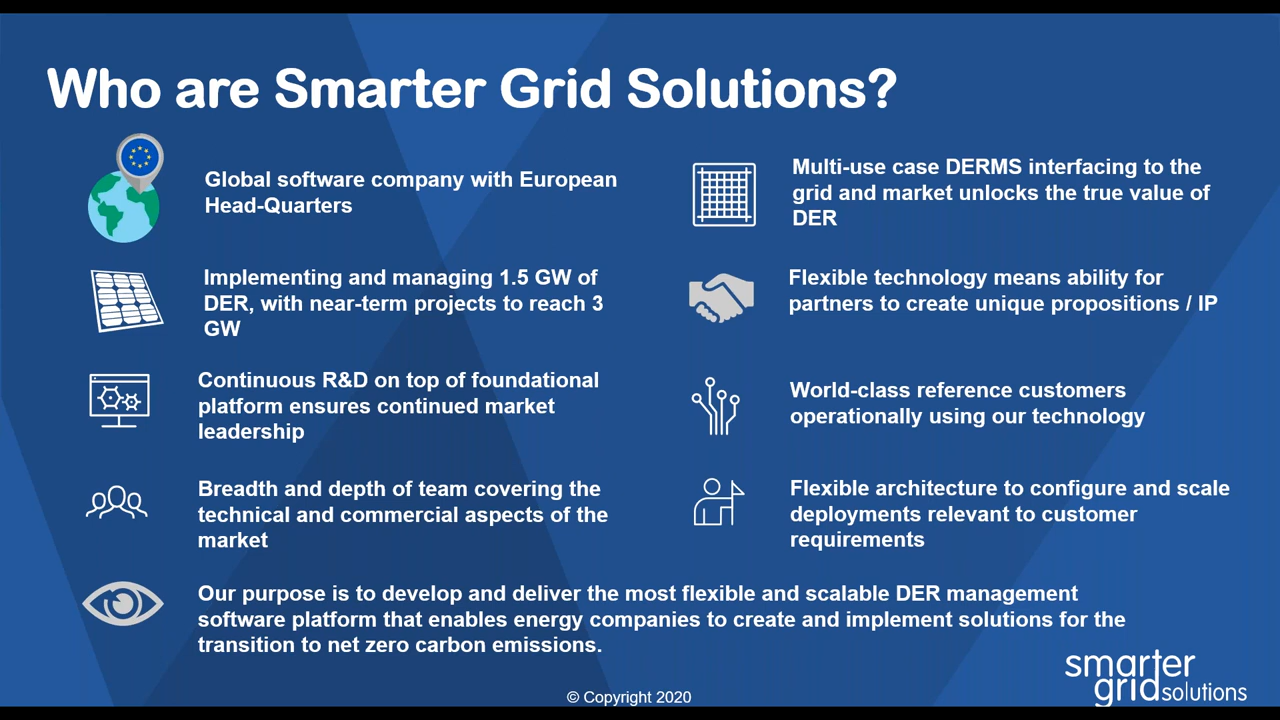 Who are Smarter Grid Solutions?
Global software company with European
Head-Quarters
Implementing and managing 1.5 GW of
DER, with near-term projects to reach 3
GW
Continuous R&D on top of foundational
platform ensures continued market
leadership
Breadth and depth of team covering the
technical and commercial aspects of the
market
Multi-use case DERMS interfacing to the
grid and market unlocks the true value of
DER
Flexible technology means ability for
partners to create unique propositions / IP
World-class reference customers
operationally using our technology
Flexible architecture to configure and scale
deployments relevant to customer
requirements
Our purpose is to develop and deliver the most flexible and scalable DER management
software platform that enables energy companies to create and implement solutions for the
transition to net zero carbon emissions.
© Copyright 2020
smarter
gridsolutions